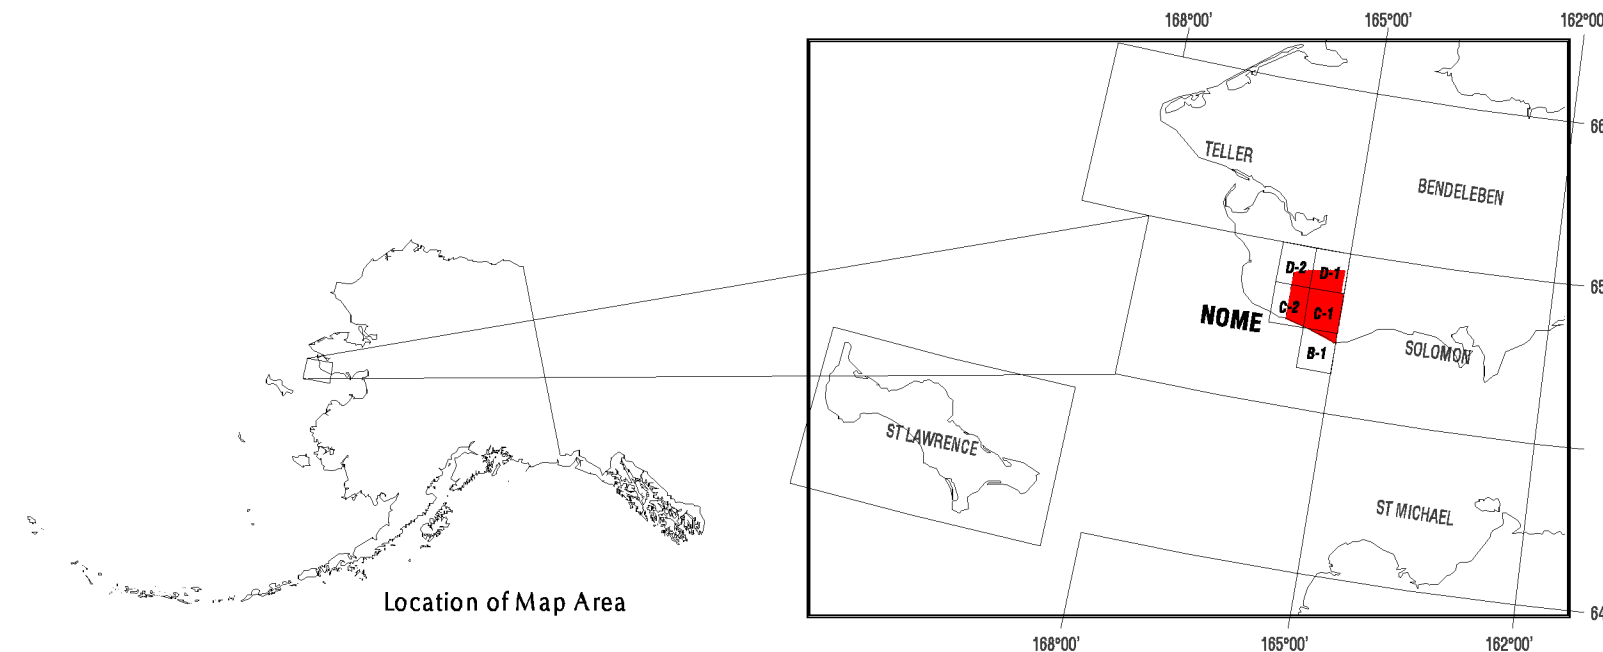 168°00'
165°00'
162°00
66
TELLER
BENDELEBEN
65
D-2
D-1
C-2
C-1
NOME
B-1
SOLOMON
ST LAWRENCE
ST MICHAEL
Location of Map Area
64
168°00'
165°00'
162°00'